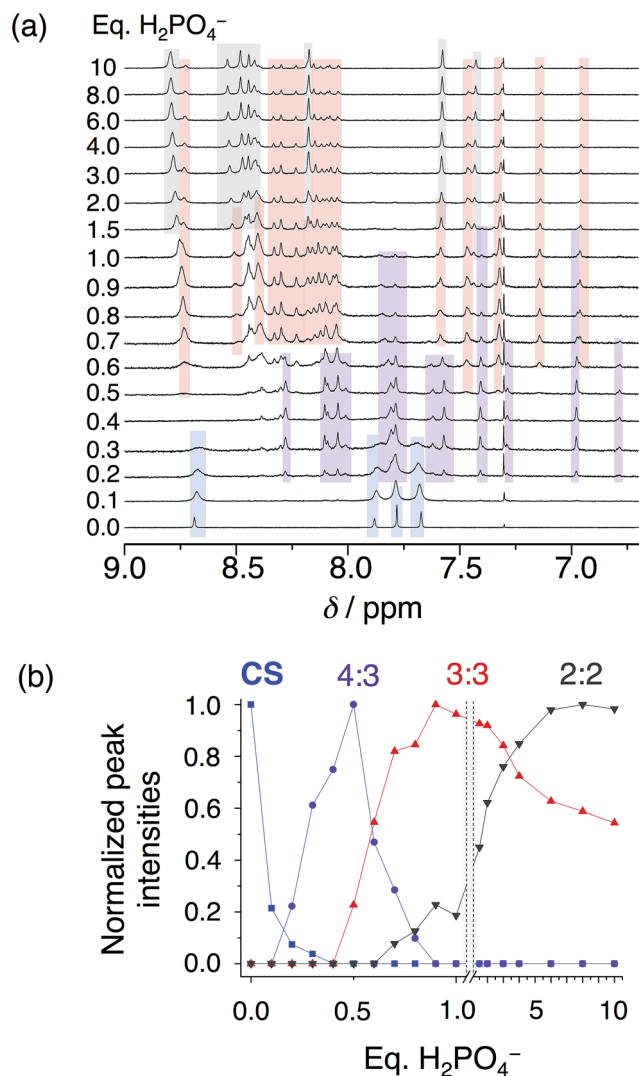 (a)
Eq. H₂PO₄⁻
10
8.0
6.0
4.0
3.0
2.0
1.5
1.0
0.9
0.8
0.7
0.6
0.5
0.4
0.3
0.2
0.1
0.0
9.0 8.5 8.0 7.5 7.0
δ / ppm
(b)
CS 4:3 3:3 2:2
Normalized peak
intensities
1.0
0.8
0.6
0.4
0.2
0.0
0.0 0.5 1.0 5 10
Eq. H₂PO₄⁻